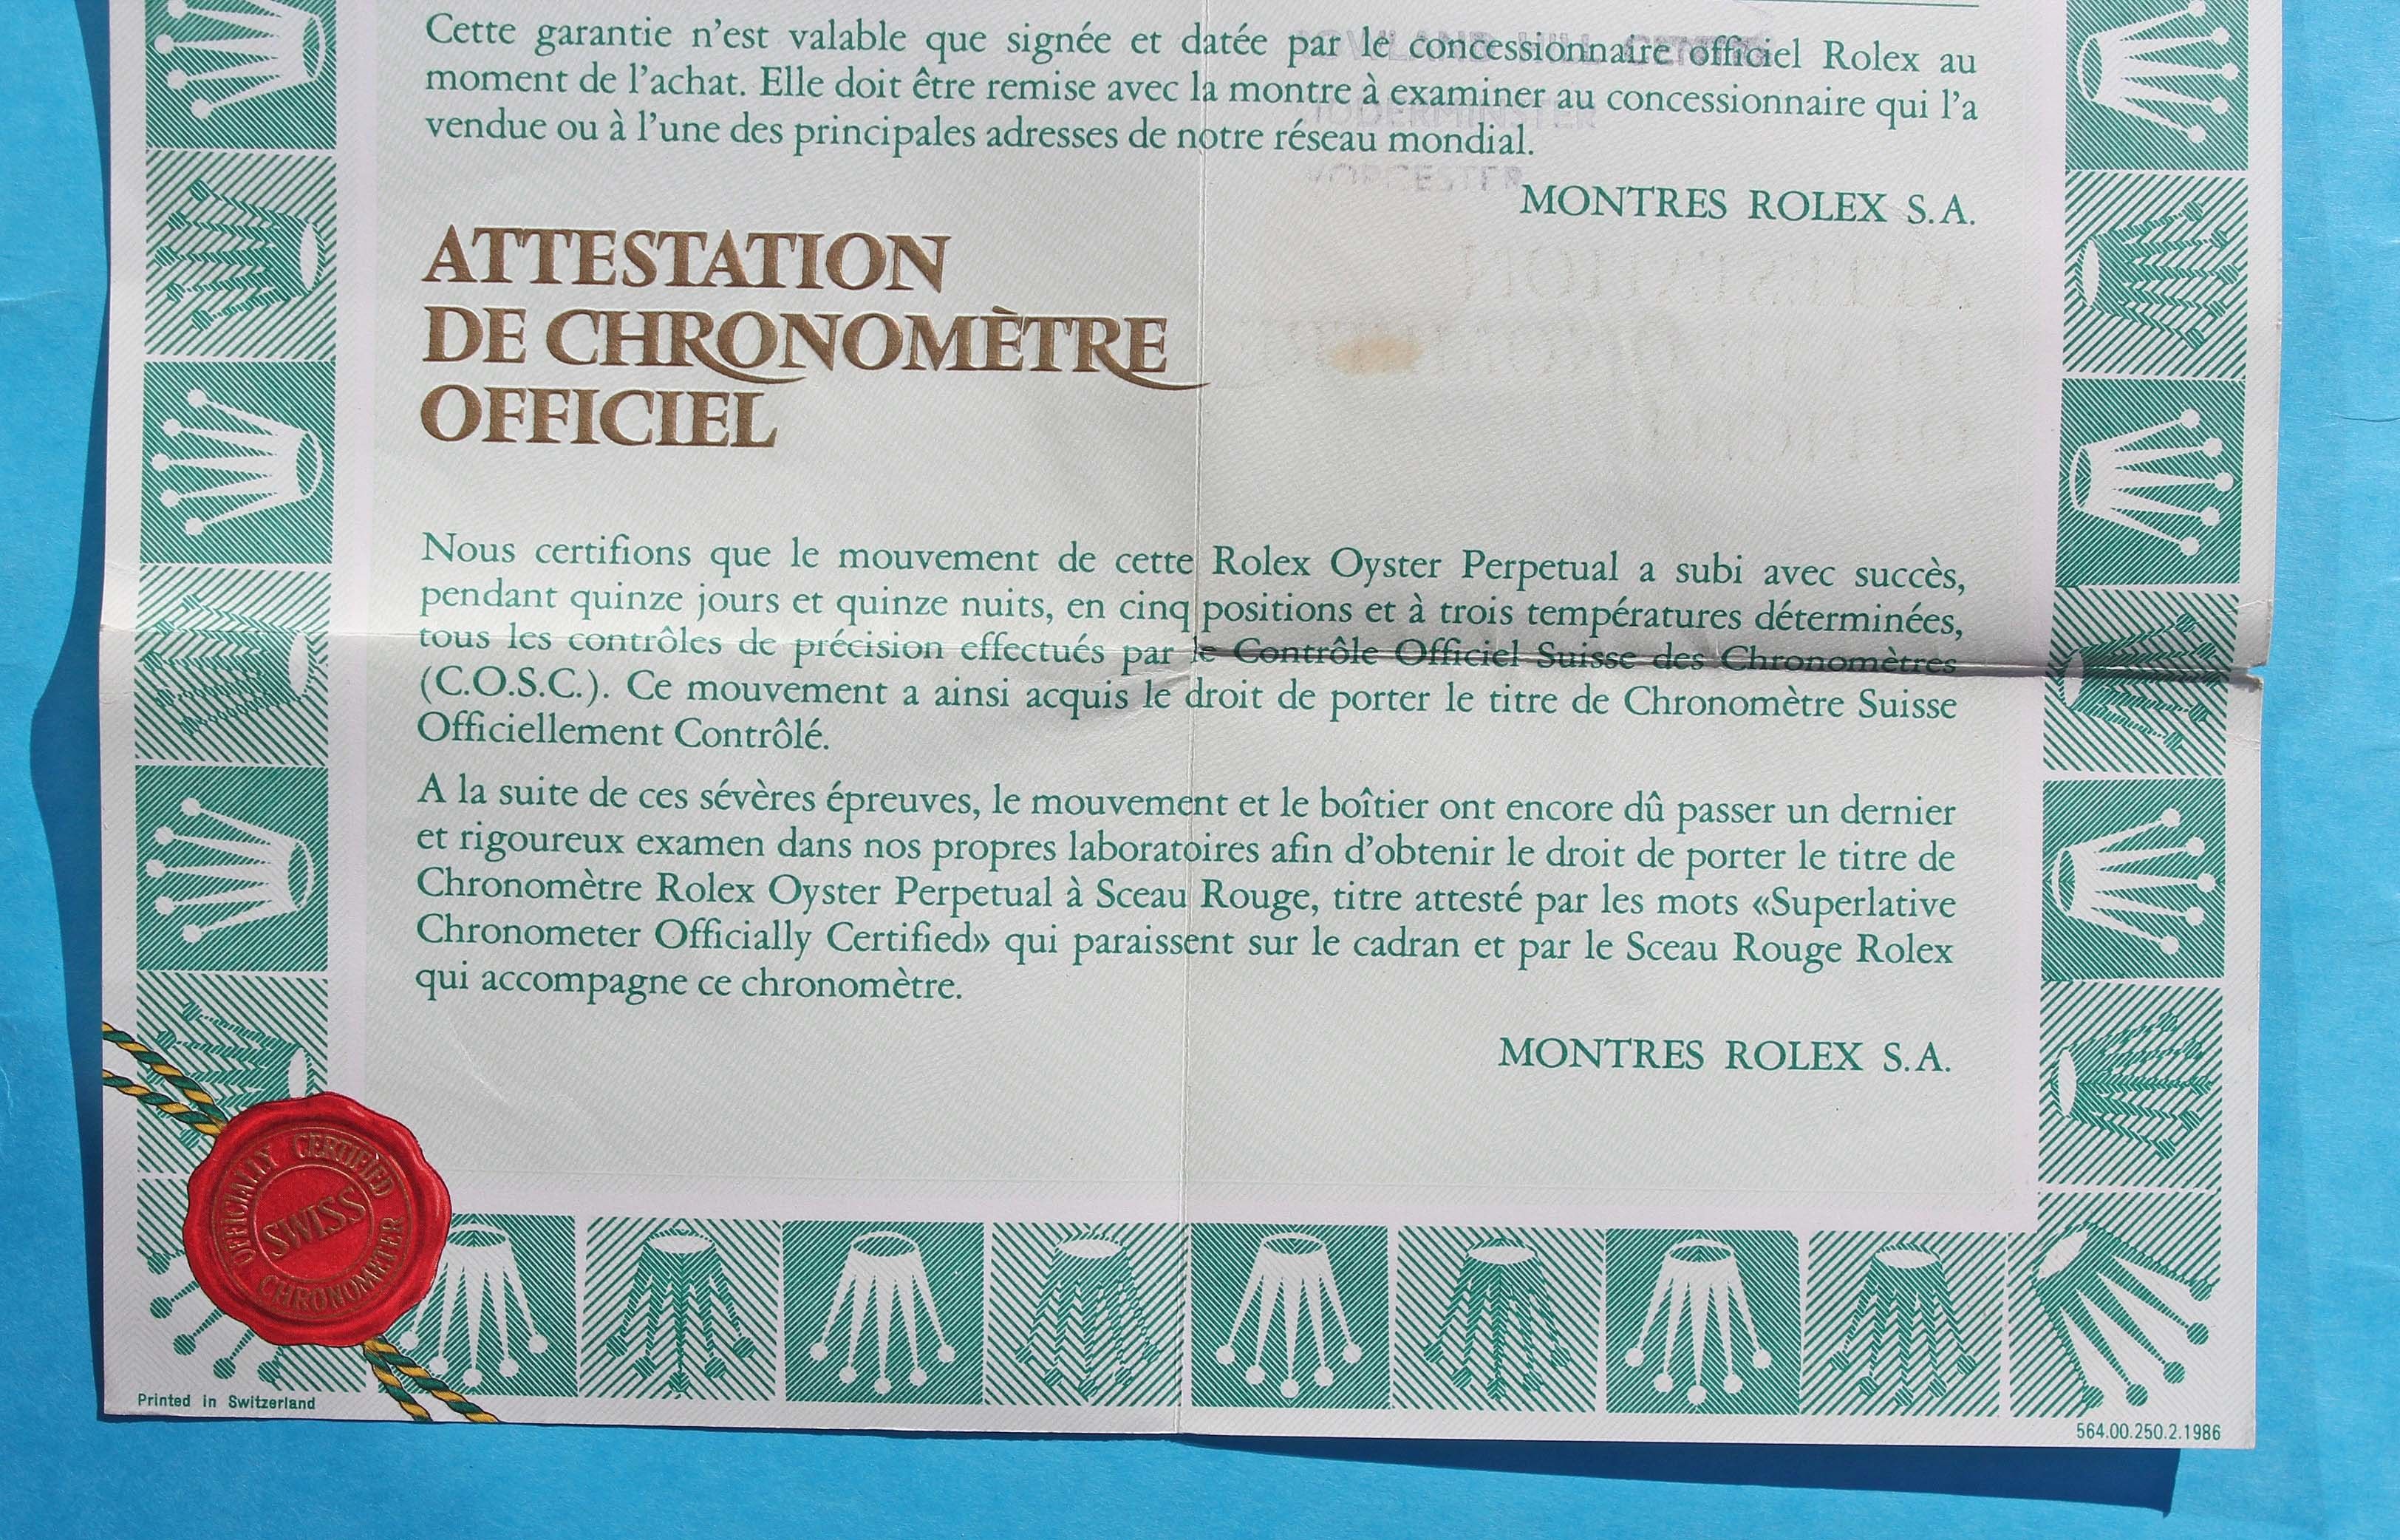 Cette garantie n'est valable que signée et datée par le concessionnaire officiel Rolex au
moment de l'achat. Elle doit être remise avec la montre à examiner au concessionnaire qui l'a
vendue ou à l'une des principales adresses de notre réseau mondial.
MONTRES ROLEX S.A.
ATTESTATION
DE CHRONOMÈTRE
OFFICIEL
Nous certifions que le mouvement de cette Rolex Oyster Perpetual a subi avec succès,
pendant quinze jours et quinze nuits, en cinq positions et à trois températures déterminées,
tous les contrôles de précision effectués par le Contrôle Officiel Suisse des Chronomètres
(C.O.S.C.). Ce mouvement a ainsi acquis le droit de porter le titre de Chronomètre Suisse
Officiellement Contrôlé.
A la suite de ces sévères épreuves, le mouvement et le boîtier ont encore dû passer un dernier
et rigoureux examen dans nos propres laboratoires afin d'obtenir le droit de porter le titre de
Chronomètre Rolex Oyster Perpetual à Sceau Rouge, titre attesté par les mots «Superlative
Chronometer Officially Certified» qui paraissent sur le cadran et par le Sceau Rouge Rolex
qui accompagne ce chronomètre.
MONTRES ROLEX S.A.
OFFICIALLY CERTIFIED
SWISS
CHRONOMETER
Printed in Switzerland
564.00.250.2.1986